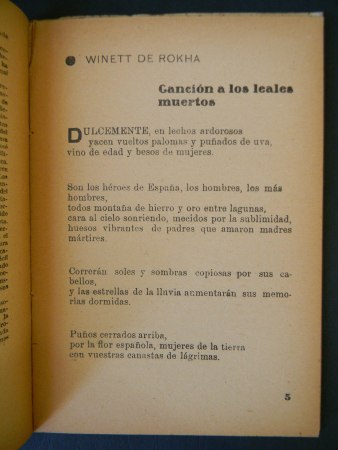 WINETT DE ROKHA
Canción a los leales
muertos
DULCEMENTE, en lechos ardorosos
yacen vueltos palomas y puñados de uva,
vino de edad y besos de mujeres.
Son los héroes de España, los hombres, los más
hombres,
todos montaña de hierro y oro entre lagunas,
cara al cielo sonriendo, mecidos por la sublimidad,
huesos vibrantes de padres que amaron madres
mártires.
Correrán soles y sombras copiosas por sus ca-
bellos,
y las estrellas de la lluvia aumentarán sus memo-
rias dormidas.
Puños cerrados arriba,
por la flor española, mujeres de la tierra
con vuestras canastas de lágrimas.
5